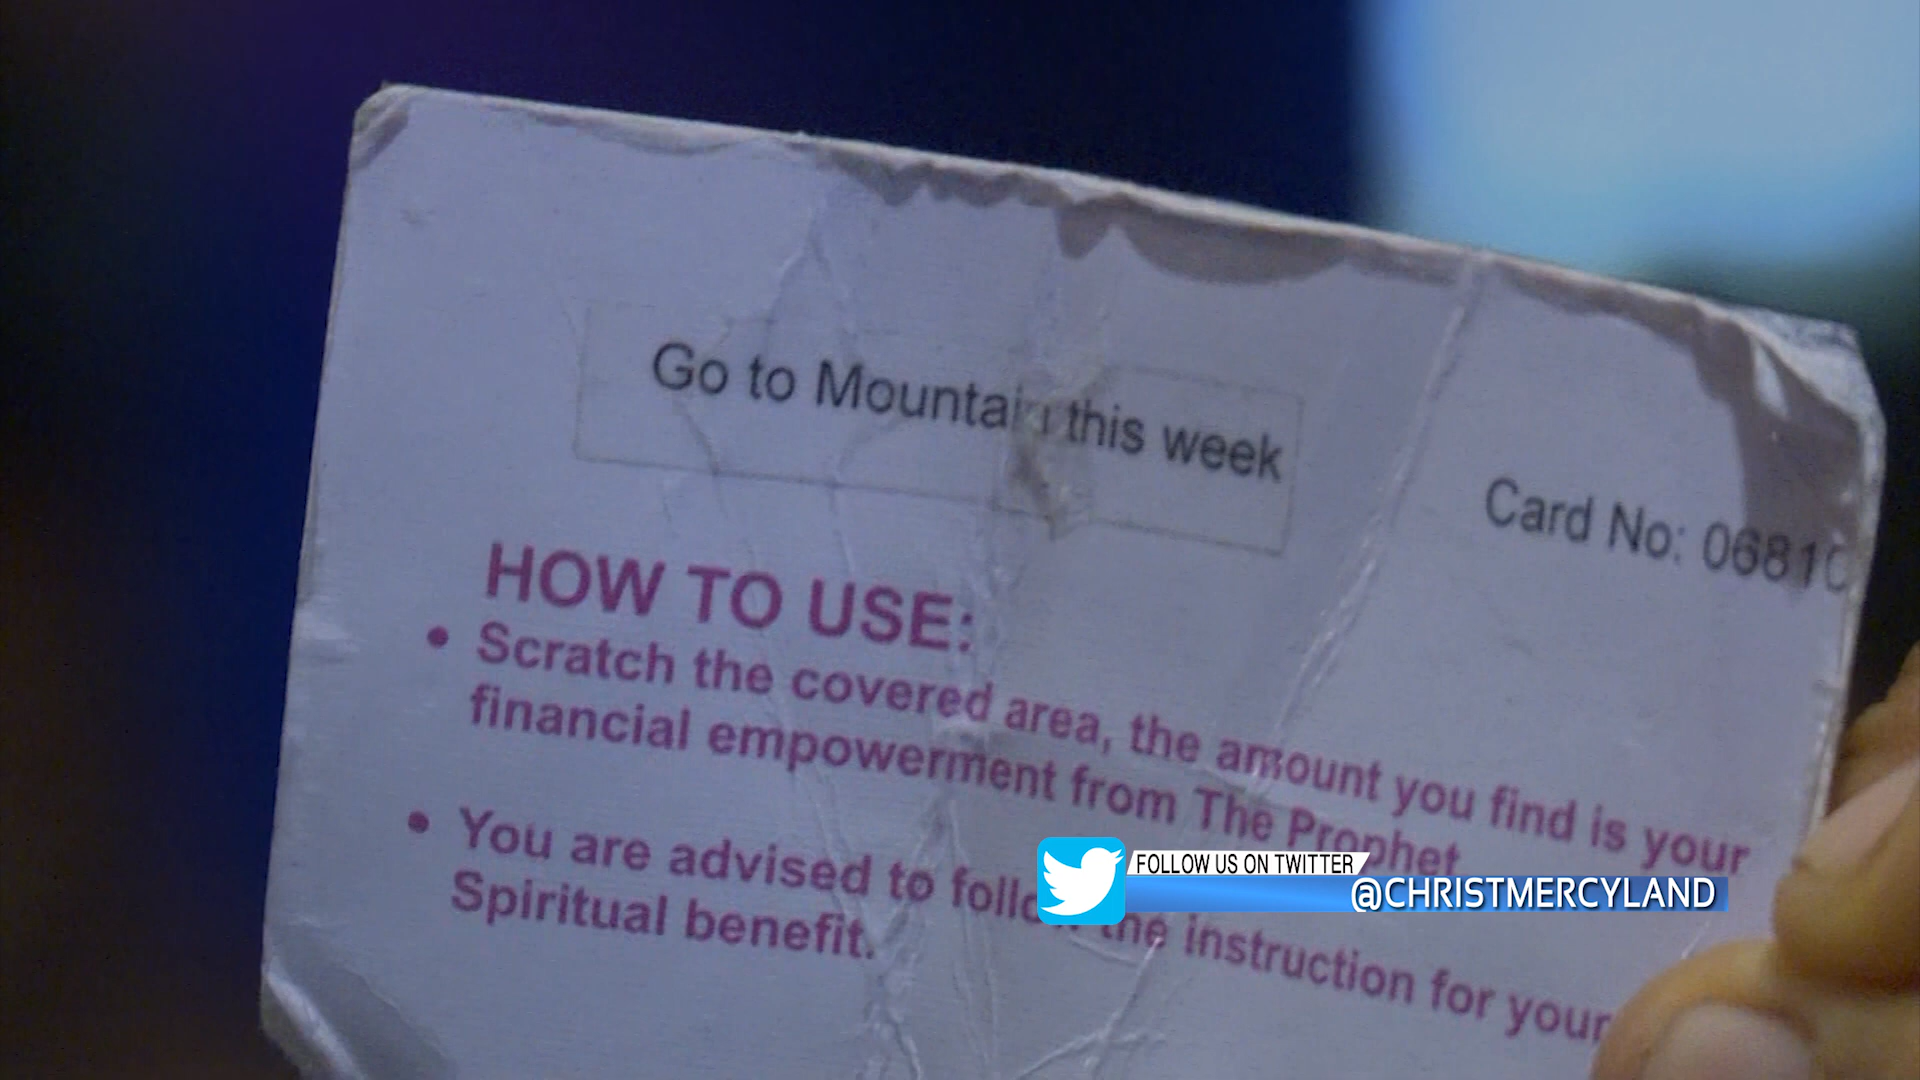 Go to Mountain this week
Card No: 0681
HOW TO USE:
• Scratch the covered area, the amount you find is your
financial empowerment from The Prophet
• You are advised to follow the instruction for your
Spiritual benefit.
FOLLOW US ON TWITTER
@CHRISTMERCYLAND